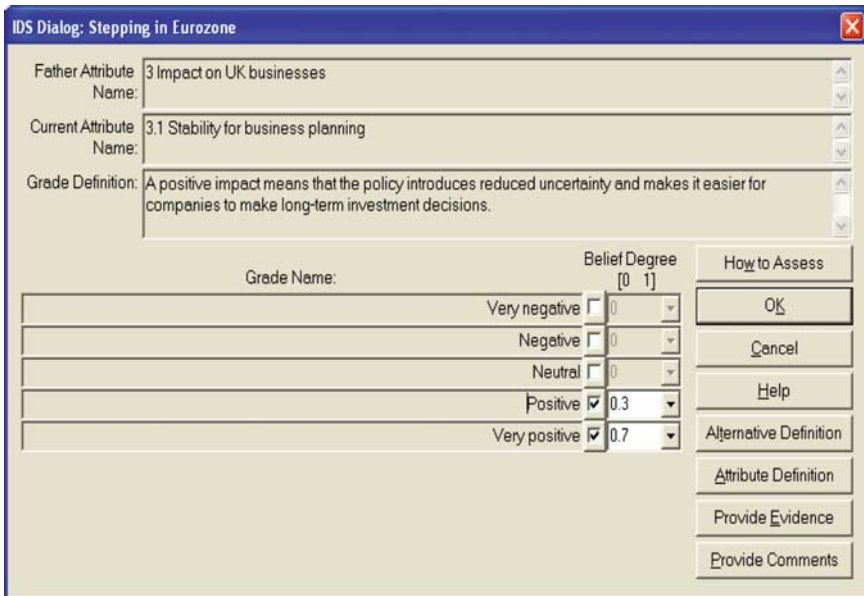 IDS Dialog: Stepping in Eurozone
Father Attribute Name: 3 Impact on UK businesses
Current Attribute Name: 3.1 Stability for business planning
Grade Definition: A positive impact means that the policy introduces reduced uncertainty and makes it easier for
companies to make long-term investment decisions.
Grade Name:
Belief Degree
[0 1]
Very negative 0
Negative 0
Neutral 0
Positive 0.3
Very positive 0.7
How to Assess
OK
Cancel
Help
Alternative Definition
Attribute Definition
Provide Evidence
Provide Comments